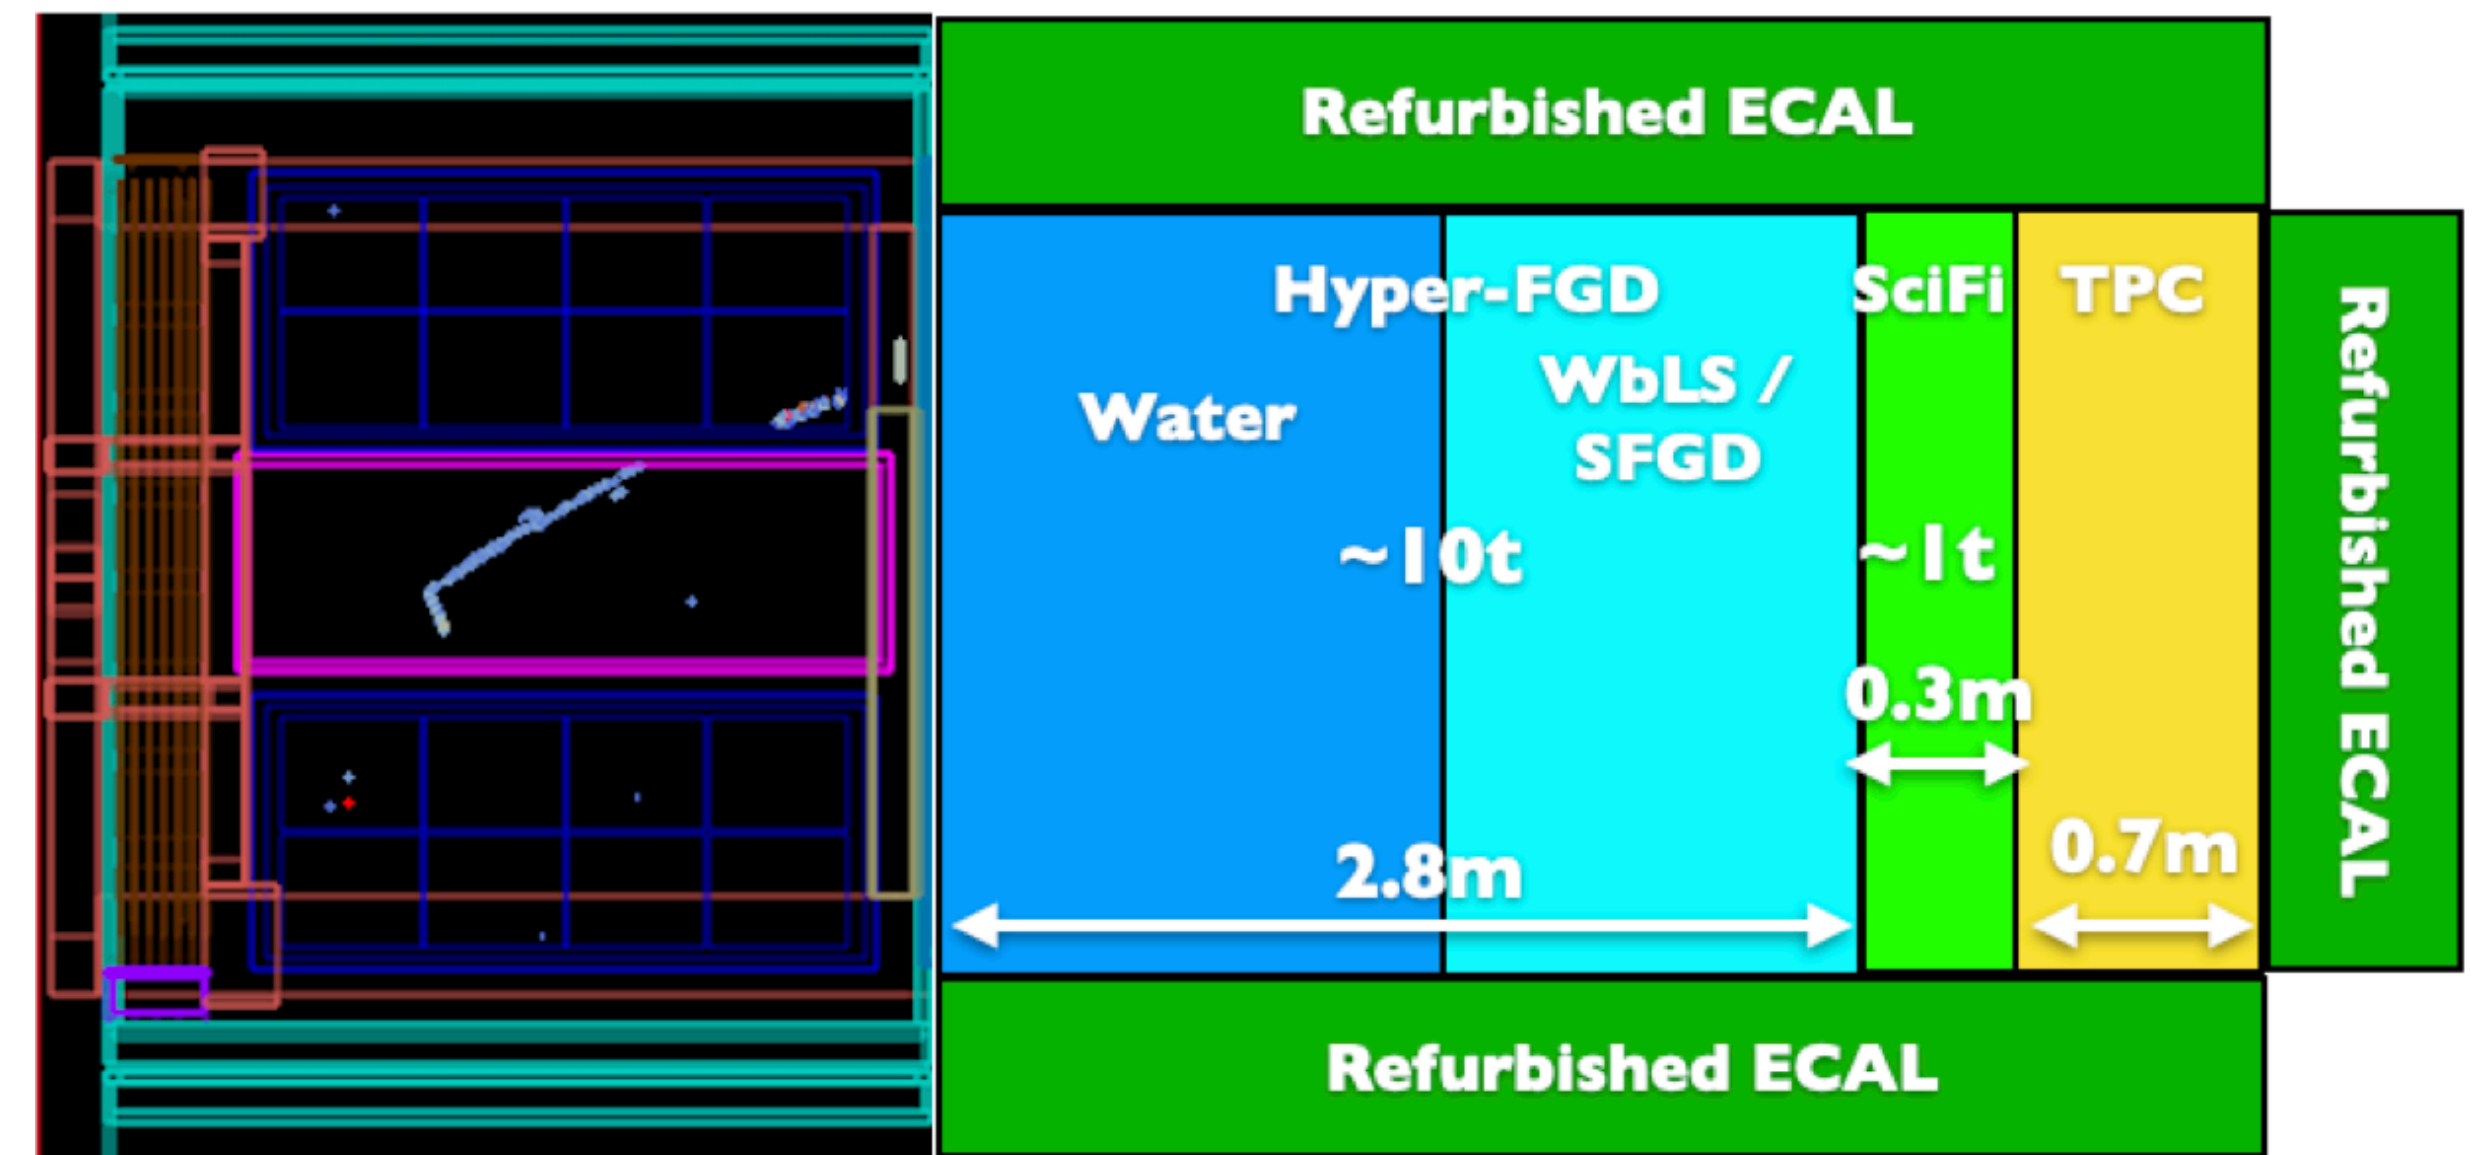 Refurbished ECAL
Hyper-FGD
SciFi
TPC
WbLS /
SFGD
Water
~10t
~1t
0.3m
0.7m
2.8m
Refurbished ECAL
Refurbished ECAL